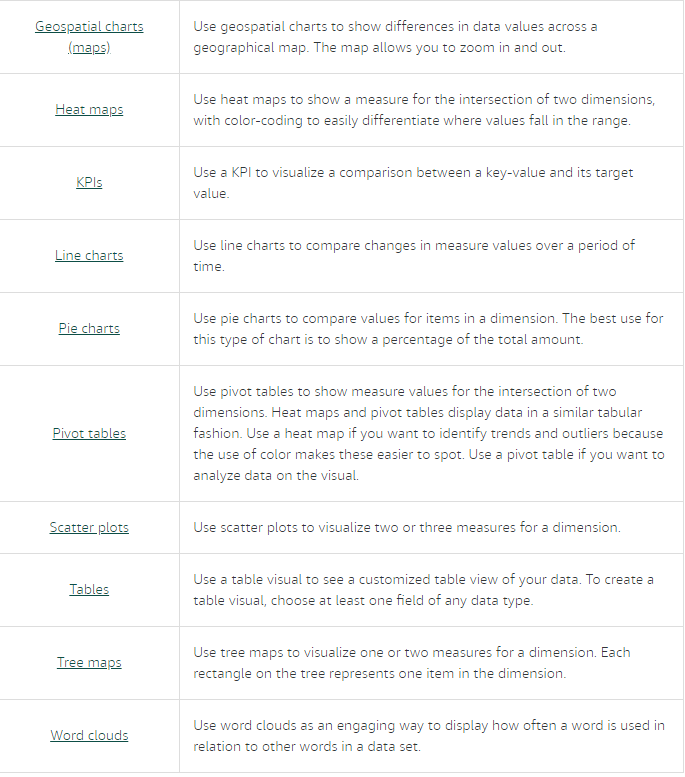 Geospatial charts
(maps)
Use geospatial charts to show differences in data values across a
geographical map. The map allows you to zoom in and out.
Heat maps
Use heat maps to show a measure for the intersection of two dimensions,
with color-coding to easily differentiate where values fall in the range.
KPIs
Use a KPI to visualize a comparison between a key-value and its target
value.
Line charts
Use line charts to compare changes in measure values over a period of
time.
Pie charts
Use pie charts to compare values for items in a dimension. The best use for
this type of chart is to show a percentage of the total amount.
Pivot tables
Use pivot tables to show measure values for the intersection of two
dimensions. Heat maps and pivot tables display data in a similar tabular
fashion. Use a heat map if you want to identify trends and outliers because
the use of color makes these easier to spot. Use a pivot table if you want to
analyze data on the visual.
Scatter plots
Use scatter plots to visualize two or three measures for a dimension.
Tables
Use a table visual to see a customized table view of your data. To create a
table visual, choose at least one field of any data type.
Tree maps
Use tree maps to visualize one or two measures for a dimension. Each
rectangle on the tree represents one item in the dimension.
Word clouds
Use word clouds as an engaging way to display how often a word is used in
relation to other words in a data set.